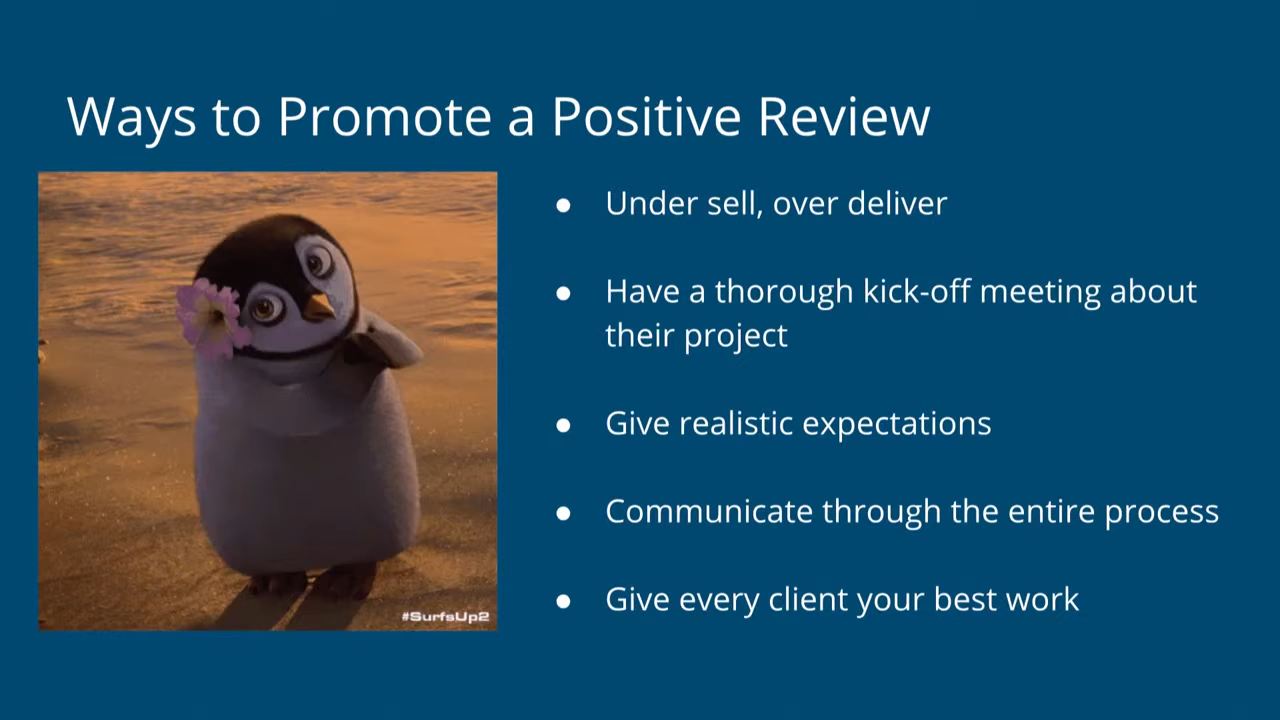 Ways to Promote a Positive Review
● Under sell, over deliver
● Have a thorough kick-off meeting about
their project
● Give realistic expectations
● Communicate through the entire process
● Give every client your best work
#SurfsUp2